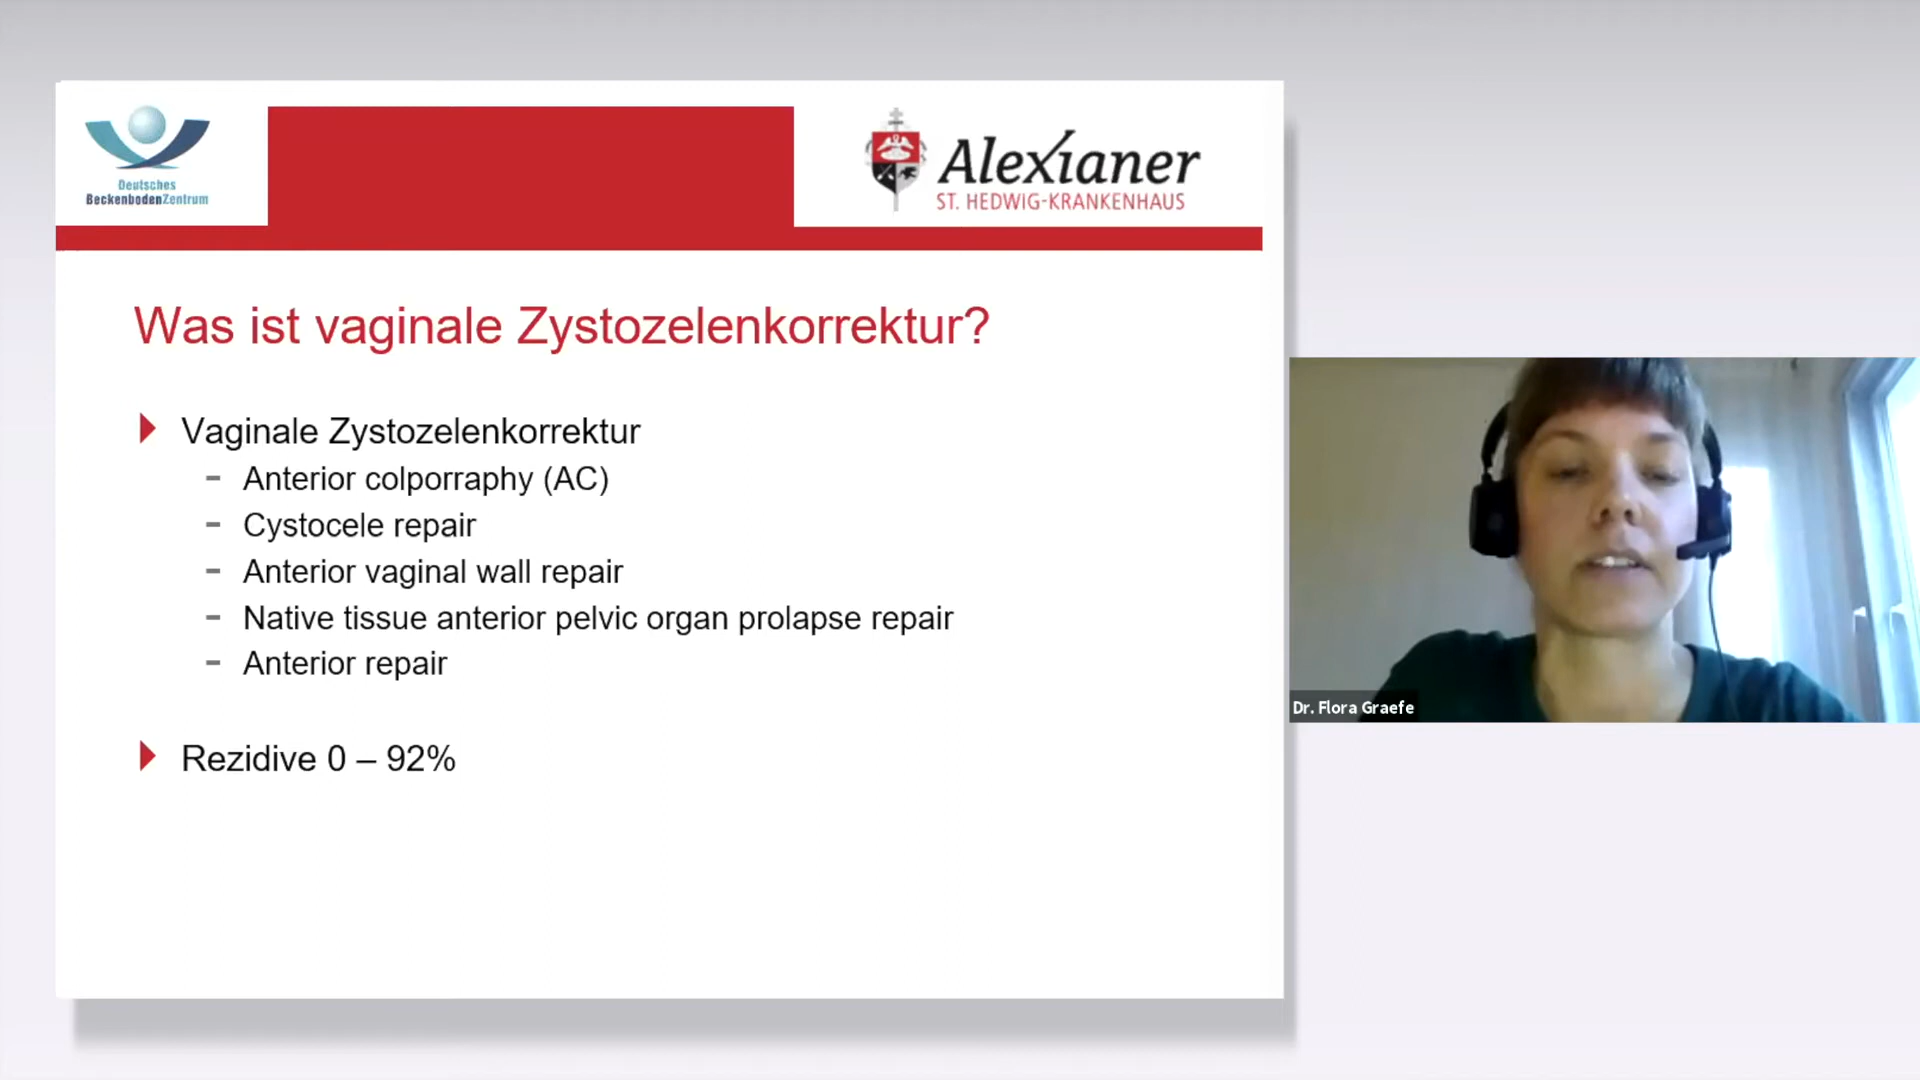 Deutsches
BeckenbodenZentrum
Alexianer
ST. HEDWIG-KRANKENHAUS
Was ist vaginale Zystozelenkorrektur?
Vaginale Zystozelenkorrektur
- Anterior colporraphy (AC)
- Cystocele repair
- Anterior vaginal wall repair
- Native tissue anterior pelvic organ prolapse repair
- Anterior repair
Rezidive 0 – 92%
Dr. Flora Graefe